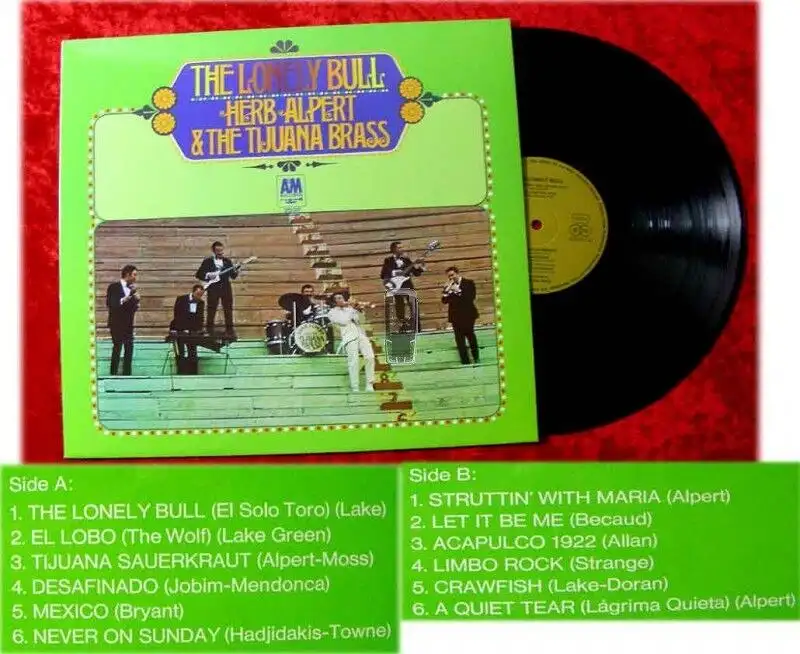 THE LONELY BULL
HERB ALPERT
& THE TIJUANA BRASS
A&M
Side A:
1. THE LONELY BULL (El Solo Toro) (Lake)
2. EL LOBO (The Wolf) (Lake Green)
3. TIJUANA SAUERKRAUT (Alpert-Moss)
4. DESAFINADO (Jobim-Mendonca)
5. MEXICO (Bryant)
6. NEVER ON SUNDAY (Hadjidakis-Towne)
Side B:
1. STRUTTIN' WITH MARIA (Alpert)
2. LET IT BE ME (Becaud)
3. ACAPULCO 1922 (Allan)
4. LIMBO ROCK (Strange)
5. CRAWFISH (Lake-Doran)
6. A QUIET TEAR (Lágrima Quieta) (Alpert)